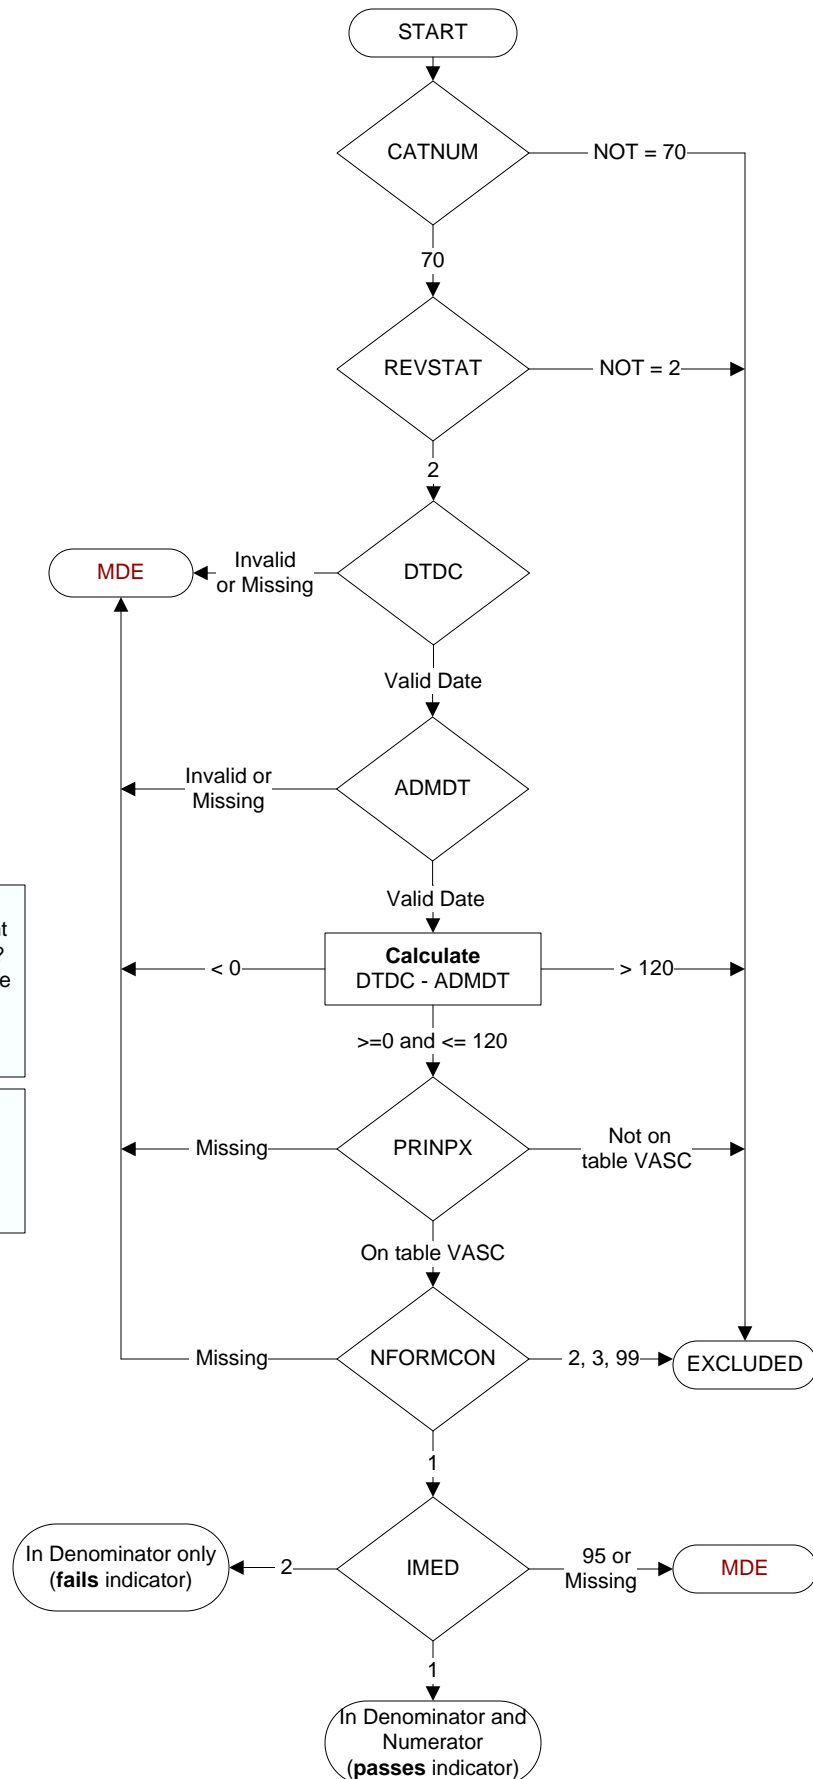 START
CATNUM
NOT = 70
70
REVSTAT
NOT = 2
2
MDE
Invalid
or Missing
DTDC
Valid Date
Invalid or
Missing
ADMDT
Valid Date
< 0
Calculate
DTDC - ADMDT
> 120
>=0 and <= 120
Missing
PRINPX
Not on
table VASC
On table VASC
Missing
NFORMCON
2, 3, 99
EXCLUDED
1
In Denominator only
(fails indicator)
2
IMED
95 or
Missing
MDE
1
In Denominator and
Numerator
(passes indicator)